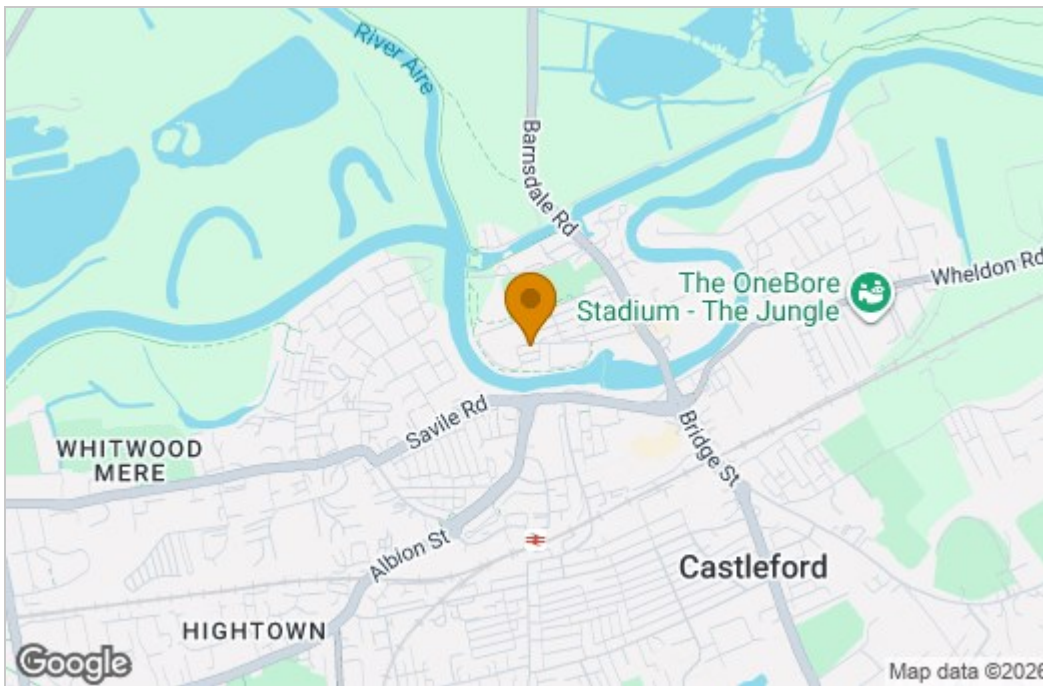 River Aire
Barnsdale Rd
The OneBore
Stadium - The Jungle
Wheldon Rd
Savile Rd
WHITWOOD
MERE
Bridge St
Albion St
Castleford
HIGHTOWN
Google
Map data ©2026